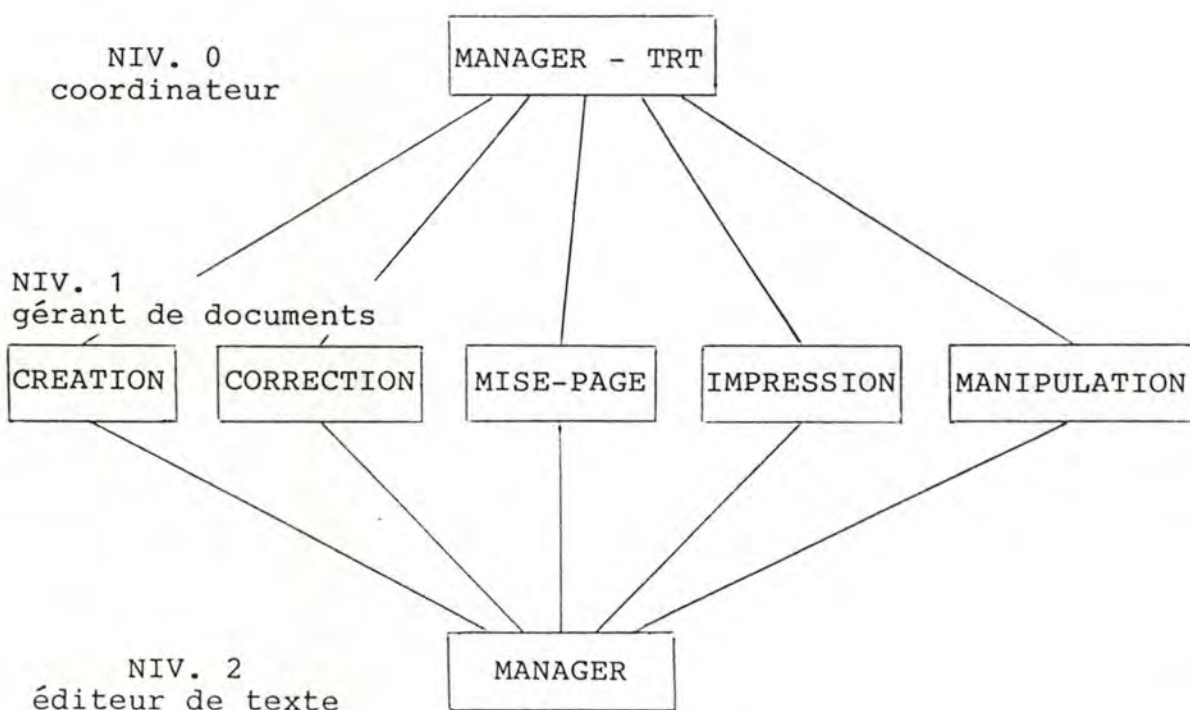 NIV. 0
coordinateur
MANAGER - TRT
NIV. 1
gérant de documents
CREATION
CORRECTION
MISE-PAGE
IMPRESSION
MANIPULATION
MANAGER
NIV. 2
éditeur de texte